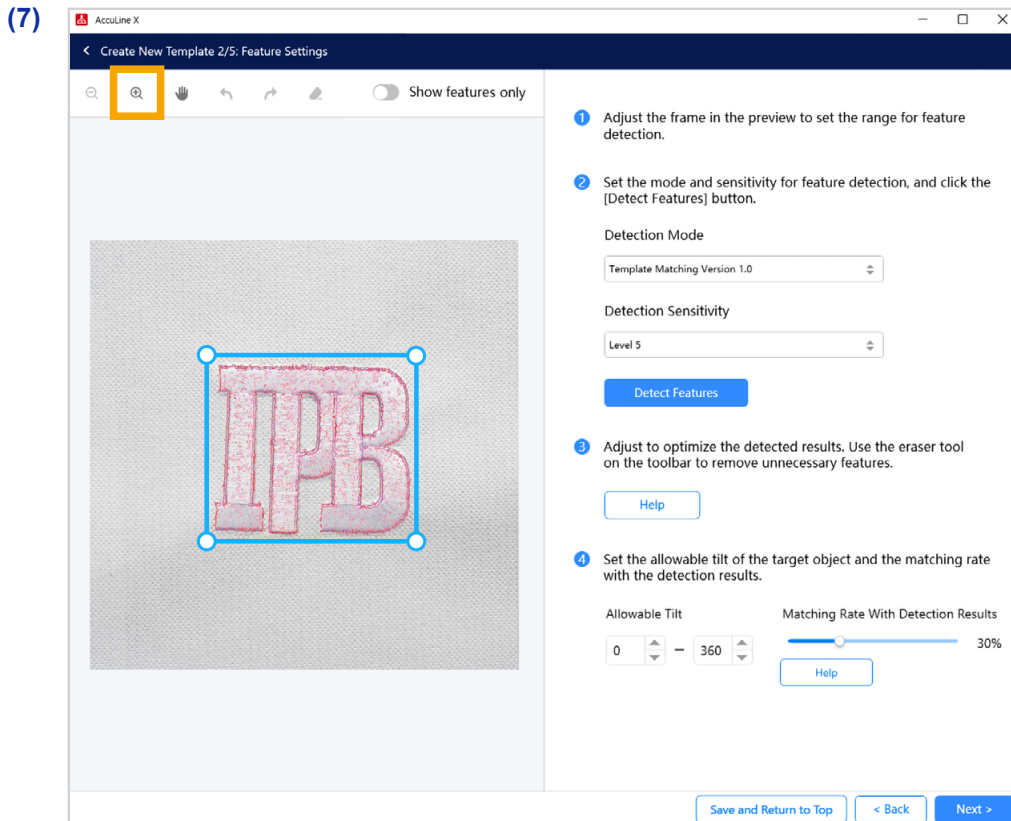 (7)
AccuLine X
Create New Template 2/5: Feature Settings
Show features only
1 Adjust the frame in the preview to set the range for feature
detection.
2 Set the mode and sensitivity for feature detection, and click the
[Detect Features] button.
Detection Mode
Template Matching Version 1.0
Detection Sensitivity
Level 5
Detect Features
IPB
3 Adjust to optimize the detected results. Use the eraser tool
on the toolbar to remove unnecessary features.
Help
4 Set the allowable tilt of the target object and the matching rate
with the detection results.
Allowable Tilt
Matching Rate With Detection Results
0 – 360
30%
Help
Save and Return to Top
< Back
Next >